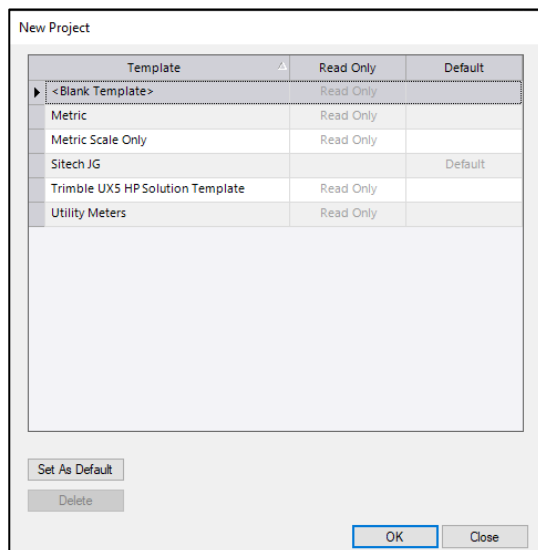 New Project
Template Read Only Default
<Blank Template> Read Only
Metric Read Only
Metric Scale Only Read Only
Sitech JG Default
Trimble UX5 HP Solution Template Read Only
Utility Meters Read Only
Set As Default
Delete
OK Close